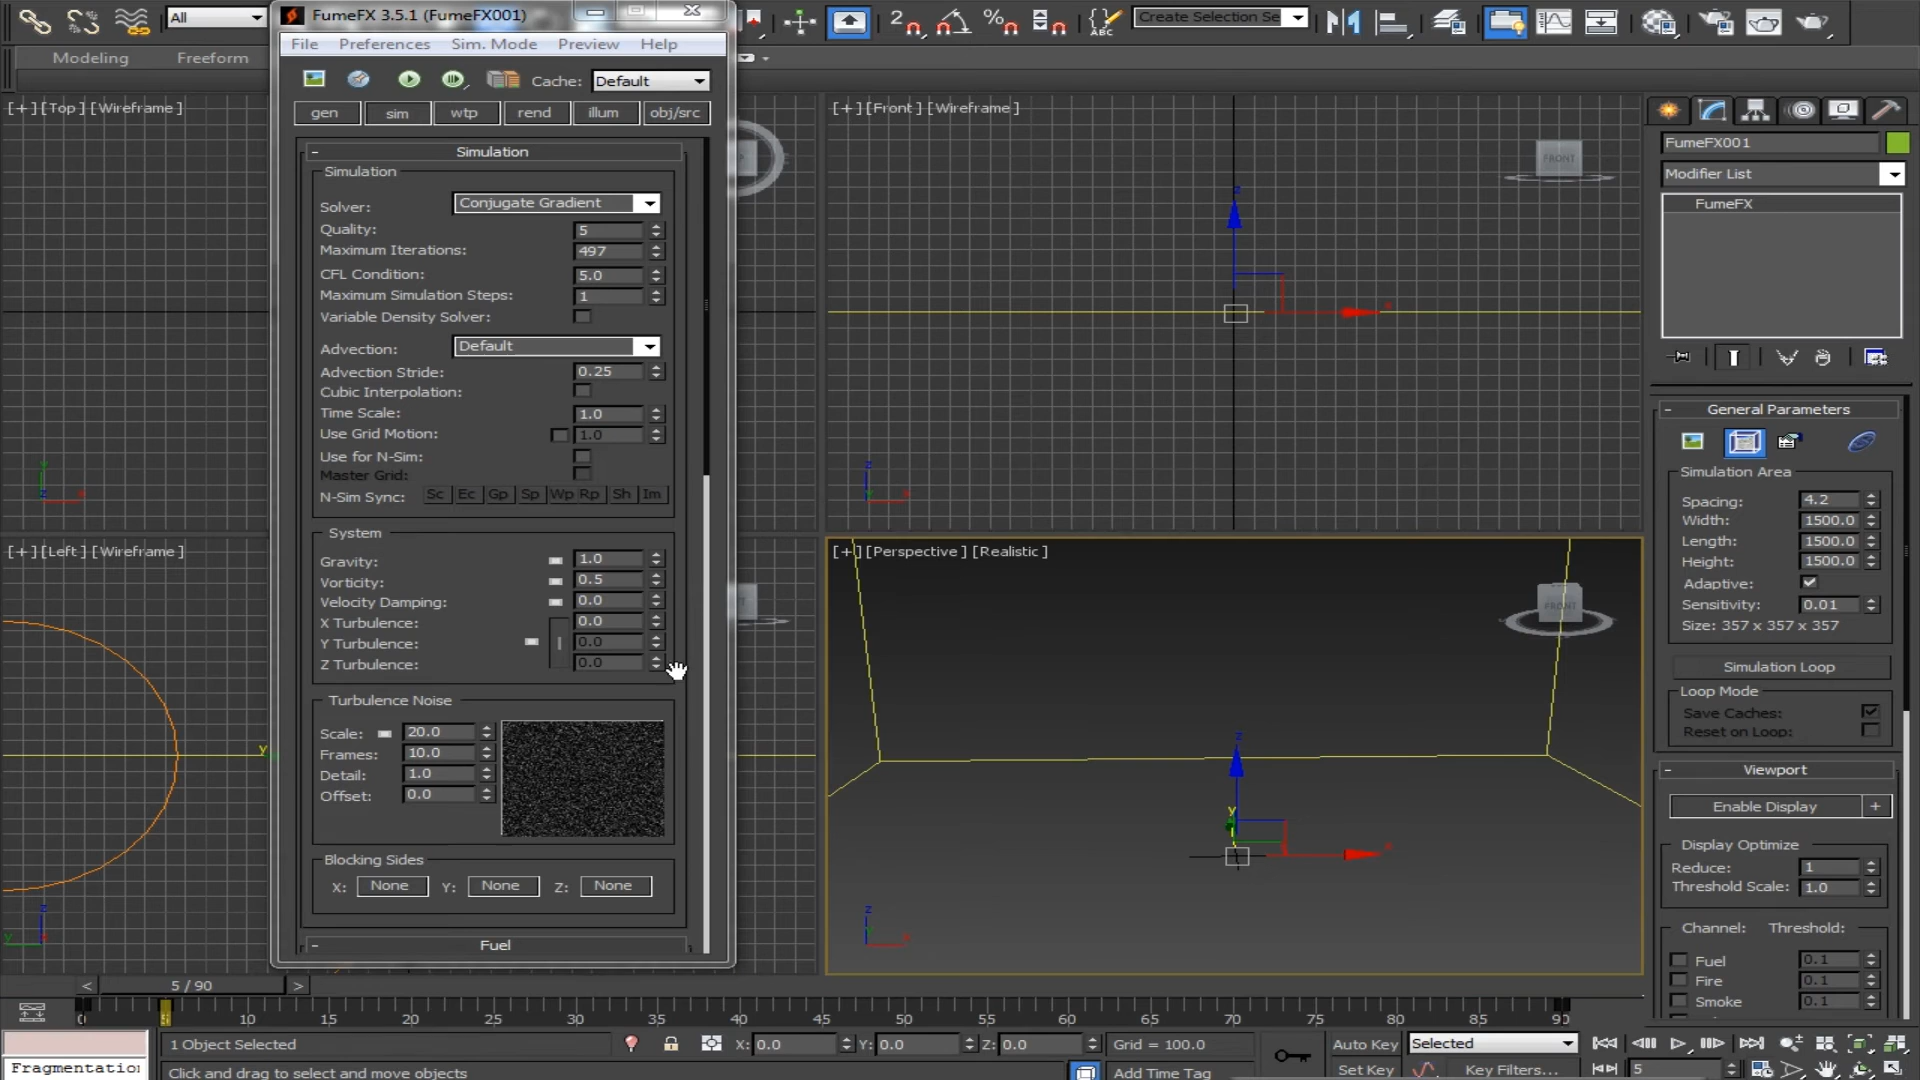 All
FumeFX 3.5.1 (FumeFX001)
Create Selection Se
File Preferences Sim. Mode Preview Help
Modeling Freeform
Cache: Default
gen sim wtp rend illum obj/src
[+][Top][Wireframe]
[+][Front][Wireframe]
FRONT
z
x
[+][Left][Wireframe]
[+][Perspective][Realistic]
FRONT
Simulation
Simulation
Solver: Conjugate Gradient
Quality: 5
Maximum Iterations: 497
CFL Condition: 5.0
Maximum Simulation Steps: 1
Variable Density Solver:
Advection: Default
Advection Stride: 0.25
Cubic Interpolation:
Time Scale: 1.0
Use Grid Motion: 1.0
Use for N-Sim:
Master Grid:
N-Sim Sync: Sc Ec Gp Sp Wp Rp Sh Im
System
Gravity: 1.0
Vorticity: 0.5
Velocity Damping: 0.0
X Turbulence: 0.0
Y Turbulence: 0.0
Z Turbulence: 0.0
Turbulence Noise
Scale: 20.0
Frames: 10.0
Detail: 1.0
Offset: 0.0
Blocking Sides
X: None Y: None Z: None
Fuel
FumeFX001
Modifier List
FumeFX
General Parameters
Simulation Area
Spacing: 4.2
Width: 1500.0
Length: 1500.0
Height: 1500.0
Adaptive:
Sensitivity: 0.01
Size: 357 x 357 x 357
Simulation Loop
Loop Mode
Save Caches:
Reset on Loop:
Viewport
Enable Display +
Display Optimize
Reduce: 1
Threshold Scale: 1.0
Channel: Threshold:
Fuel 0.1
Fire 0.1
Smoke 0.1
< 5 / 90 >
0 5 10 15 20 25 30 35 40 45 50 55 60 65 70 75 80 85 90
1 Object Selected X: 0.0 Y: 0.0 Z: 0.0 Grid = 100.0 Auto Key Selected
Fragmentation Click and drag to select and move objects Add Time Tag Set Key Key Filters... 5